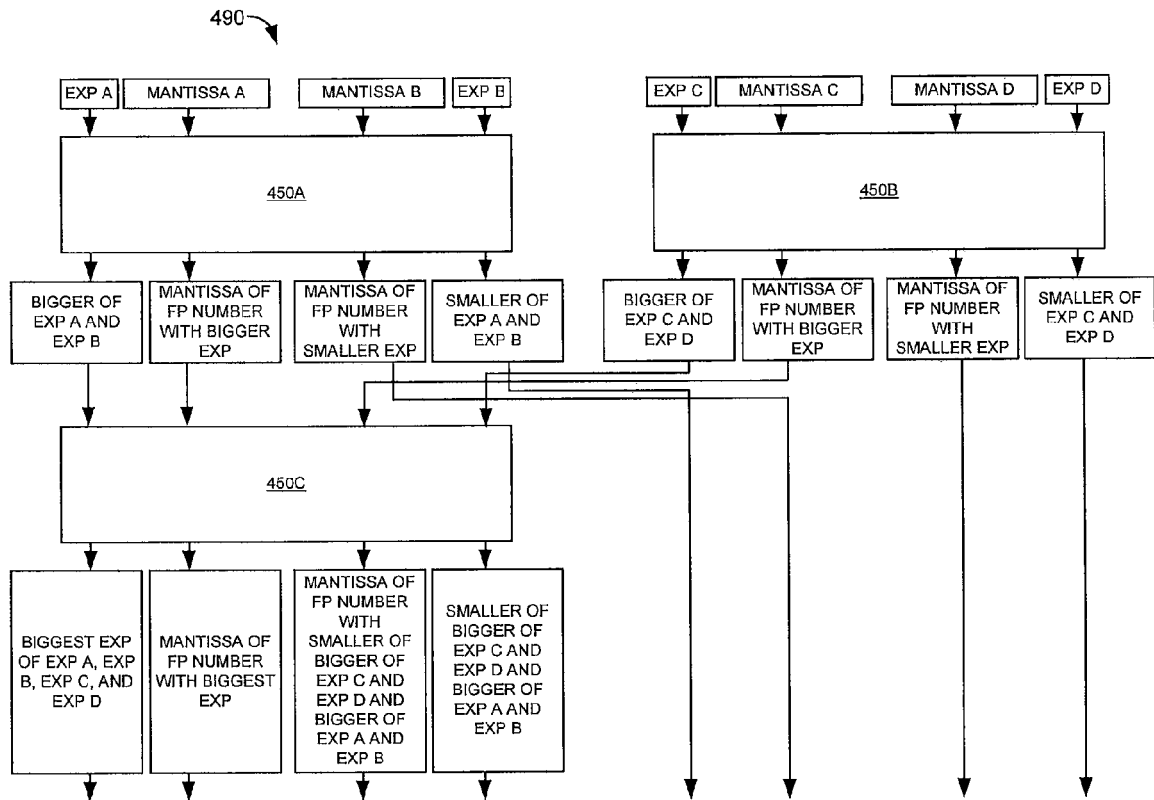 490
EXP A
MANTISSA A
MANTISSA B
EXP B
EXP C
MANTISSA C
MANTISSA D
EXP D
450A
450B
BIGGER OF
EXP A AND
EXP B
MANTISSA OF
FP NUMBER
WITH BIGGER
EXP
MANTISSA OF
FP NUMBER
WITH
SMALLER EXP
SMALLER OF
EXP A AND
EXP B
BIGGER OF
EXP C AND
EXP D
MANTISSA OF
FP NUMBER
WITH BIGGER
EXP
MANTISSA OF
FP NUMBER
WITH
SMALLER EXP
SMALLER OF
EXP C AND
EXP D
450C
BIGGEST EXP
OF EXP A, EXP
B, EXP C, AND
EXP D
MANTISSA OF
FP NUMBER
WITH BIGGEST
EXP
MANTISSA OF
FP NUMBER
WITH
SMALLER OF
BIGGER OF
EXP C AND
EXP D AND
BIGGER OF
EXP A AND
EXP B
SMALLER OF
BIGGER OF
EXP C AND
EXP D AND
BIGGER OF
EXP A AND
EXP B